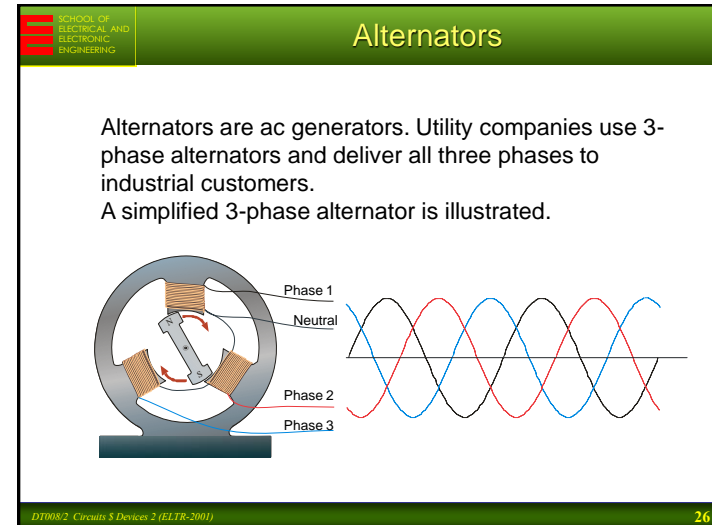 SCHOOL OF
ELECTRICAL AND
ELECTRONIC
ENGINEERING
Alternators
Alternators are ac generators. Utility companies use 3-
phase alternators and deliver all three phases to
industrial customers.
A simplified 3-phase alternator is illustrated.
Phase 1
Neutral
N
S
Phase 2
Phase 3
DT008/2 Circuits $ Devices 2 (ELTR-2001)
26